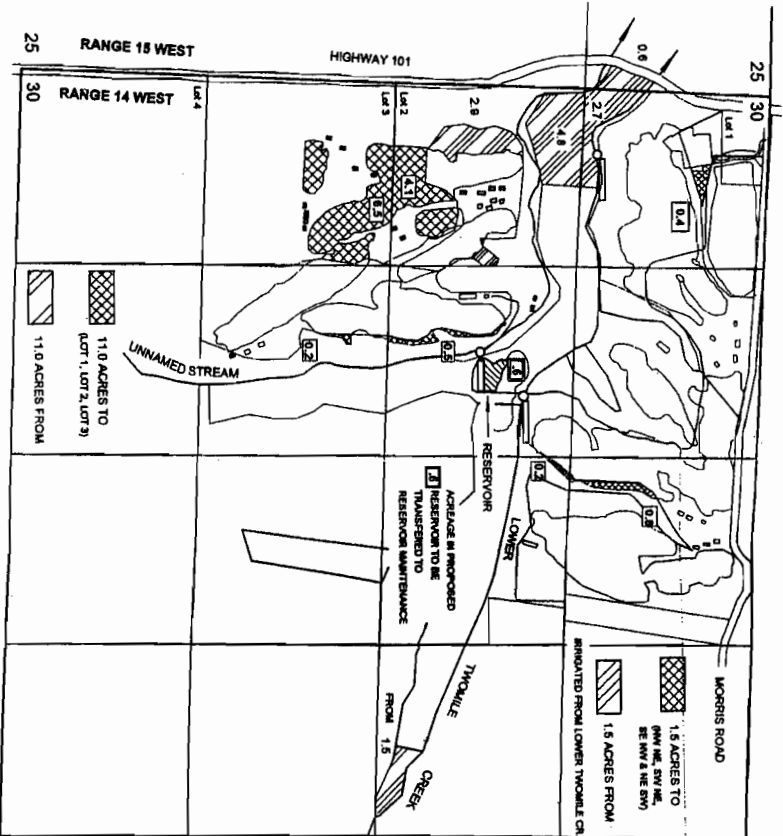 25
RANGE 15 WEST
HIGHWAY 101
0.6
25
30
RANGE 14 WEST
Lot 4
Lot 3
Lot 2
2.9
2.7
4.8
Lot 1
30
0.4
4.1
6.5
11.0 ACRES TO
(LOT 1, LOT 2, LOT 3)
11.0 ACRES FROM
UNNAMED STREAM
0.2
0.5
.6
RESERVOIR
ACREAGE IN PROPOSED
.6 RESERVOIR TO BE
TRANSFERED TO
RESERVOIR MAINTENANCE
LOWER
TWOMILE
CREEK
FROM 1.5
0.8
MORRIS ROAD
1.5 ACRES TO
(NW NE, SW NE,
SE NW & NE SW)
1.5 ACRES FROM
IRRIGATED FROM LOWER TWOMILE CR.